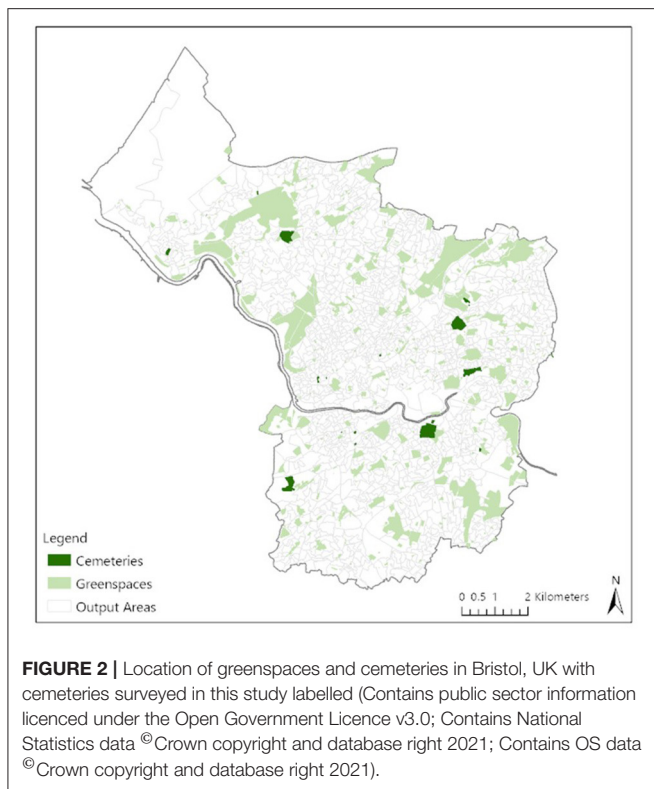 Legend
Cemeteries
Greenspaces
Output Areas
0 0.5 1 2 Kilometers
N
FIGURE 2 | Location of greenspaces and cemeteries in Bristol, UK with
cemeteries surveyed in this study labelled (Contains public sector information
licenced under the Open Government Licence v3.0; Contains National
Statistics data ©Crown copyright and database right 2021; Contains OS data
©Crown copyright and database right 2021).